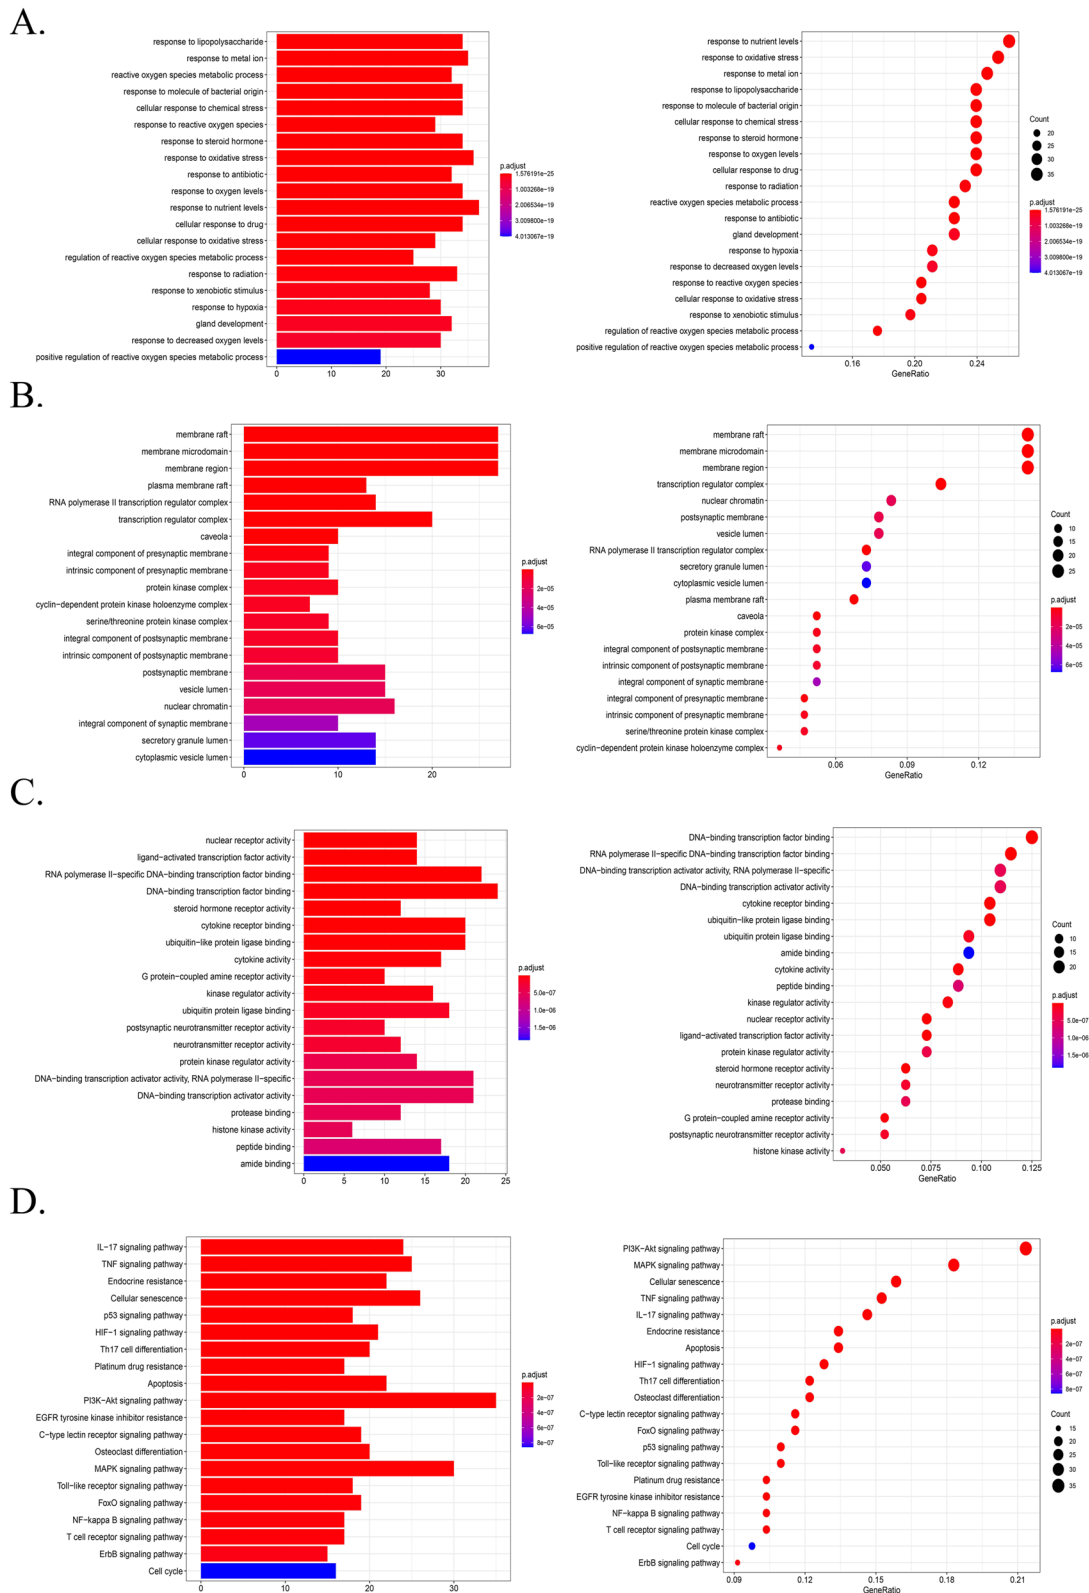 A.
response to lipopolysaccharide
response to metal ion
reactive oxygen species metabolic process
response to molecule of bacterial origin
cellular response to chemical stress
response to reactive oxygen species
response to steroid hormone
response to oxidative stress
response to antibiotic
response to oxygen levels
response to nutrient levels
cellular response to drug
cellular response to oxidative stress
regulation of reactive oxygen species metabolic process
response to radiation
response to xenobiotic stimulus
response to hypoxia
gland development
response to decreased oxygen levels
positive regulation of reactive oxygen species metabolic process
0 10 20 30
p.adjust
1.576191e-25
1.003268e-19
2.006534e-19
3.009800e-19
4.013067e-19
response to nutrient levels
response to oxidative stress
response to metal ion
response to lipopolysaccharide
response to molecule of bacterial origin
cellular response to chemical stress
response to steroid hormone
response to oxygen levels
cellular response to drug
response to radiation
reactive oxygen species metabolic process
response to antibiotic
gland development
response to hypoxia
response to decreased oxygen levels
response to reactive oxygen species
cellular response to oxidative stress
response to xenobiotic stimulus
regulation of reactive oxygen species metabolic process
positive regulation of reactive oxygen species metabolic process
0.16 0.20 0.24
GeneRatio
Count
20
25
30
35
p.adjust
1.576191e-25
1.003268e-19
2.006534e-19
3.009800e-19
4.013067e-19
B.
membrane raft
membrane microdomain
membrane region
plasma membrane raft
RNA polymerase II transcription regulator complex
transcription regulator complex
caveola
integral component of presynaptic membrane
intrinsic component of presynaptic membrane
protein kinase complex
cyclin-dependent protein kinase holoenzyme complex
serine/threonine protein kinase complex
integral component of postsynaptic membrane
intrinsic component of postsynaptic membrane
postsynaptic membrane
vesicle lumen
nuclear chromatin
integral component of synaptic membrane
secretory granule lumen
cytoplasmic vesicle lumen
0 10 20
p.adjust
2e-05
4e-05
6e-05
membrane raft
membrane microdomain
membrane region
transcription regulator complex
nuclear chromatin
postsynaptic membrane
vesicle lumen
RNA polymerase II transcription regulator complex
secretory granule lumen
cytoplasmic vesicle lumen
plasma membrane raft
caveola
protein kinase complex
integral component of postsynaptic membrane
intrinsic component of postsynaptic membrane
integral component of synaptic membrane
integral component of presynaptic membrane
intrinsic component of presynaptic membrane
serine/threonine protein kinase complex
cyclin-dependent protein kinase holoenzyme complex
0.06 0.09 0.12
GeneRatio
Count
10
15
20
25
p.adjust
2e-05
4e-05
6e-05
C.
nuclear receptor activity
ligand-activated transcription factor activity
RNA polymerase II-specific DNA-binding transcription factor binding
DNA-binding transcription factor binding
steroid hormone receptor activity
cytokine receptor binding
ubiquitin-like protein ligase binding
cytokine activity
G protein-coupled amine receptor activity
kinase regulator activity
ubiquitin protein ligase binding
postsynaptic neurotransmitter receptor activity
neurotransmitter receptor activity
protein kinase regulator activity
DNA-binding transcription activator activity, RNA polymerase II-specific
DNA-binding transcription activator activity
protease binding
histone kinase activity
peptide binding
amide binding
0 5 10 15 20 25
p.adjust
5.0e-07
1.0e-06
1.5e-06
DNA-binding transcription factor binding
RNA polymerase II-specific DNA-binding transcription factor binding
DNA-binding transcription activator activity, RNA polymerase II-specific
DNA-binding transcription activator activity
cytokine receptor binding
ubiquitin-like protein ligase binding
ubiquitin protein ligase binding
amide binding
cytokine activity
peptide binding
kinase regulator activity
nuclear receptor activity
ligand-activated transcription factor activity
protein kinase regulator activity
steroid hormone receptor activity
neurotransmitter receptor activity
protease binding
G protein-coupled amine receptor activity
postsynaptic neurotransmitter receptor activity
histone kinase activity
0.050 0.075 0.100 0.125
GeneRatio
Count
10
15
20
p.adjust
5.0e-07
1.0e-06
1.5e-06
D.
IL-17 signaling pathway
TNF signaling pathway
Endocrine resistance
Cellular senescence
p53 signaling pathway
HIF-1 signaling pathway
Th17 cell differentiation
Platinum drug resistance
Apoptosis
PI3K-Akt signaling pathway
EGFR tyrosine kinase inhibitor resistance
C-type lectin receptor signaling pathway
Osteoclast differentiation
MAPK signaling pathway
Toll-like receptor signaling pathway
FoxO signaling pathway
NF-kappa B signaling pathway
T cell receptor signaling pathway
ErbB signaling pathway
Cell cycle
0 10 20 30
p.adjust
2e-07
4e-07
6e-07
8e-07
PI3K-Akt signaling pathway
MAPK signaling pathway
Cellular senescence
TNF signaling pathway
IL-17 signaling pathway
Endocrine resistance
Apoptosis
HIF-1 signaling pathway
Th17 cell differentiation
Osteoclast differentiation
C-type lectin receptor signaling pathway
FoxO signaling pathway
p53 signaling pathway
Toll-like receptor signaling pathway
Platinum drug resistance
EGFR tyrosine kinase inhibitor resistance
NF-kappa B signaling pathway
T cell receptor signaling pathway
Cell cycle
ErbB signaling pathway
0.09 0.12 0.15 0.18 0.21
GeneRatio
p.adjust
2e-07
4e-07
6e-07
8e-07
Count
15
20
25
30
35